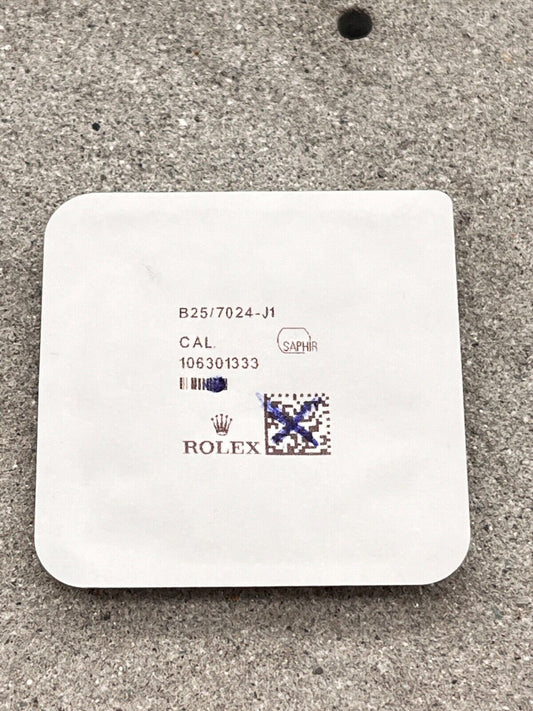 B25/7024-J1
CAL.
SAPHIR
106301333
ROLEX